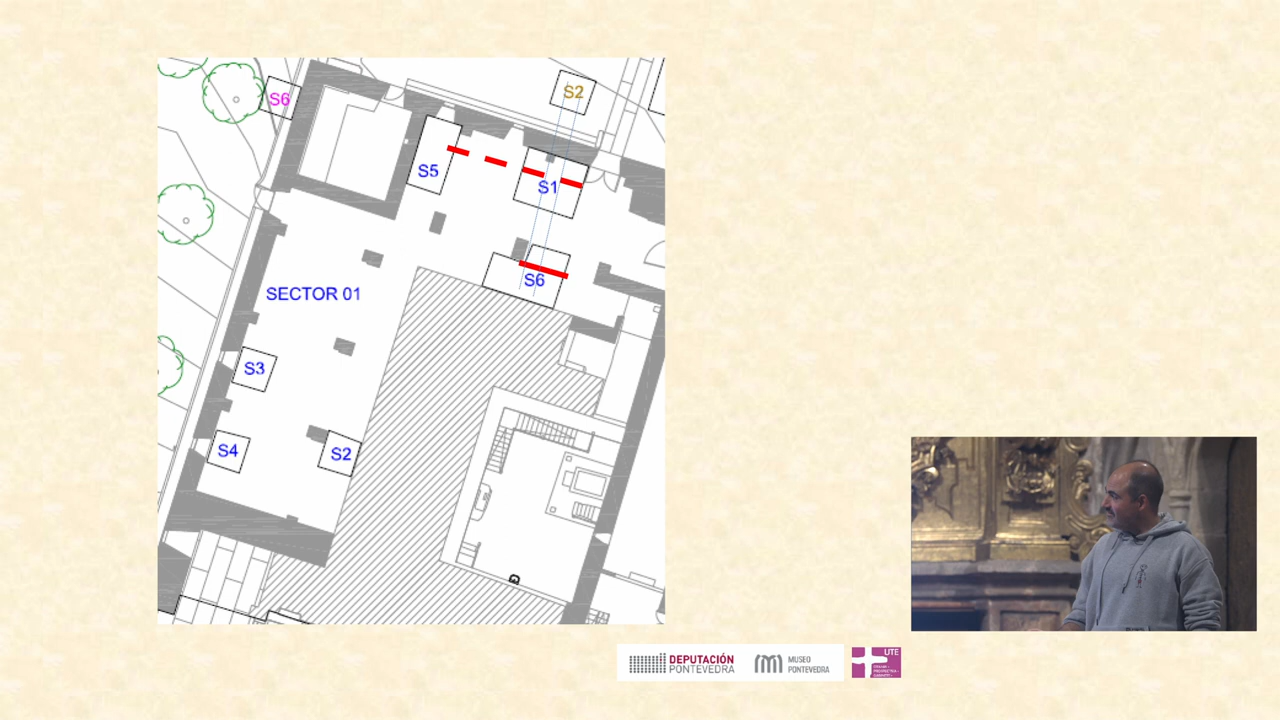 S6
S2
S5
S1
S6
SECTOR 01
S3
S4
S2
DEPUTACIÓN
PONTEVEDRA
MUSEO
PONTEVEDRA
UTE